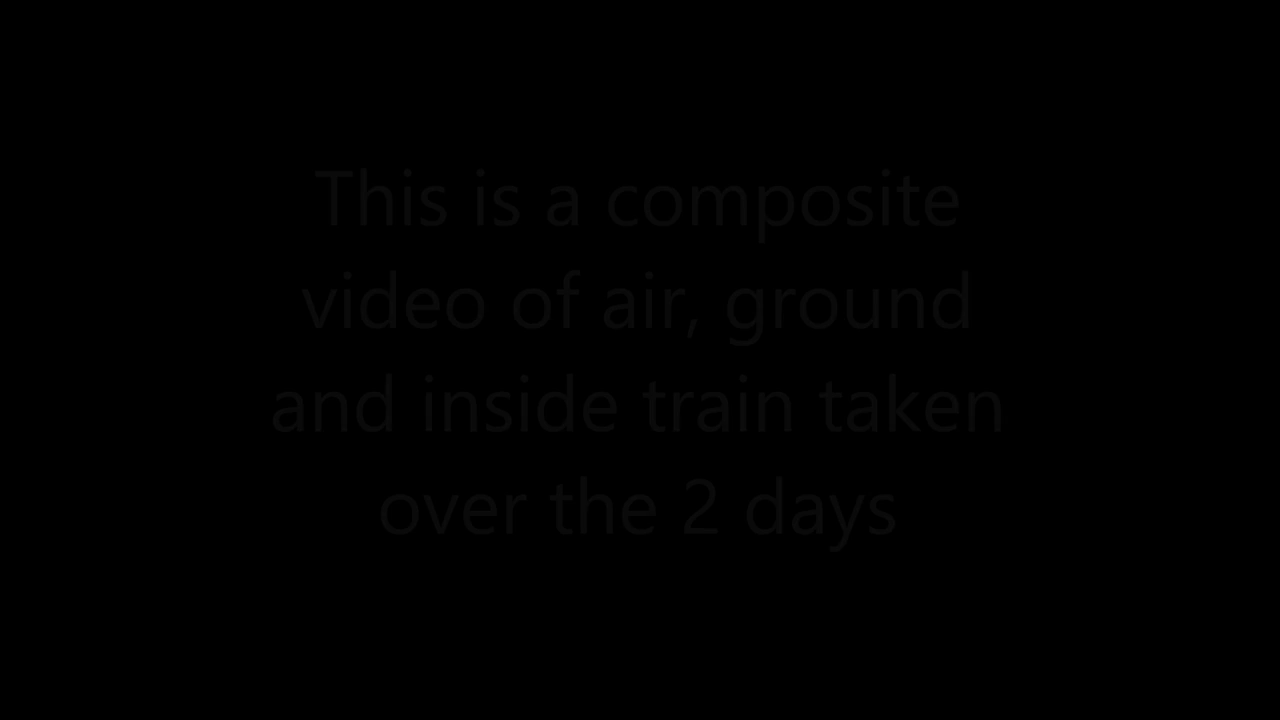 This is a composite
video of air, ground
and inside train taken
over the 2 days